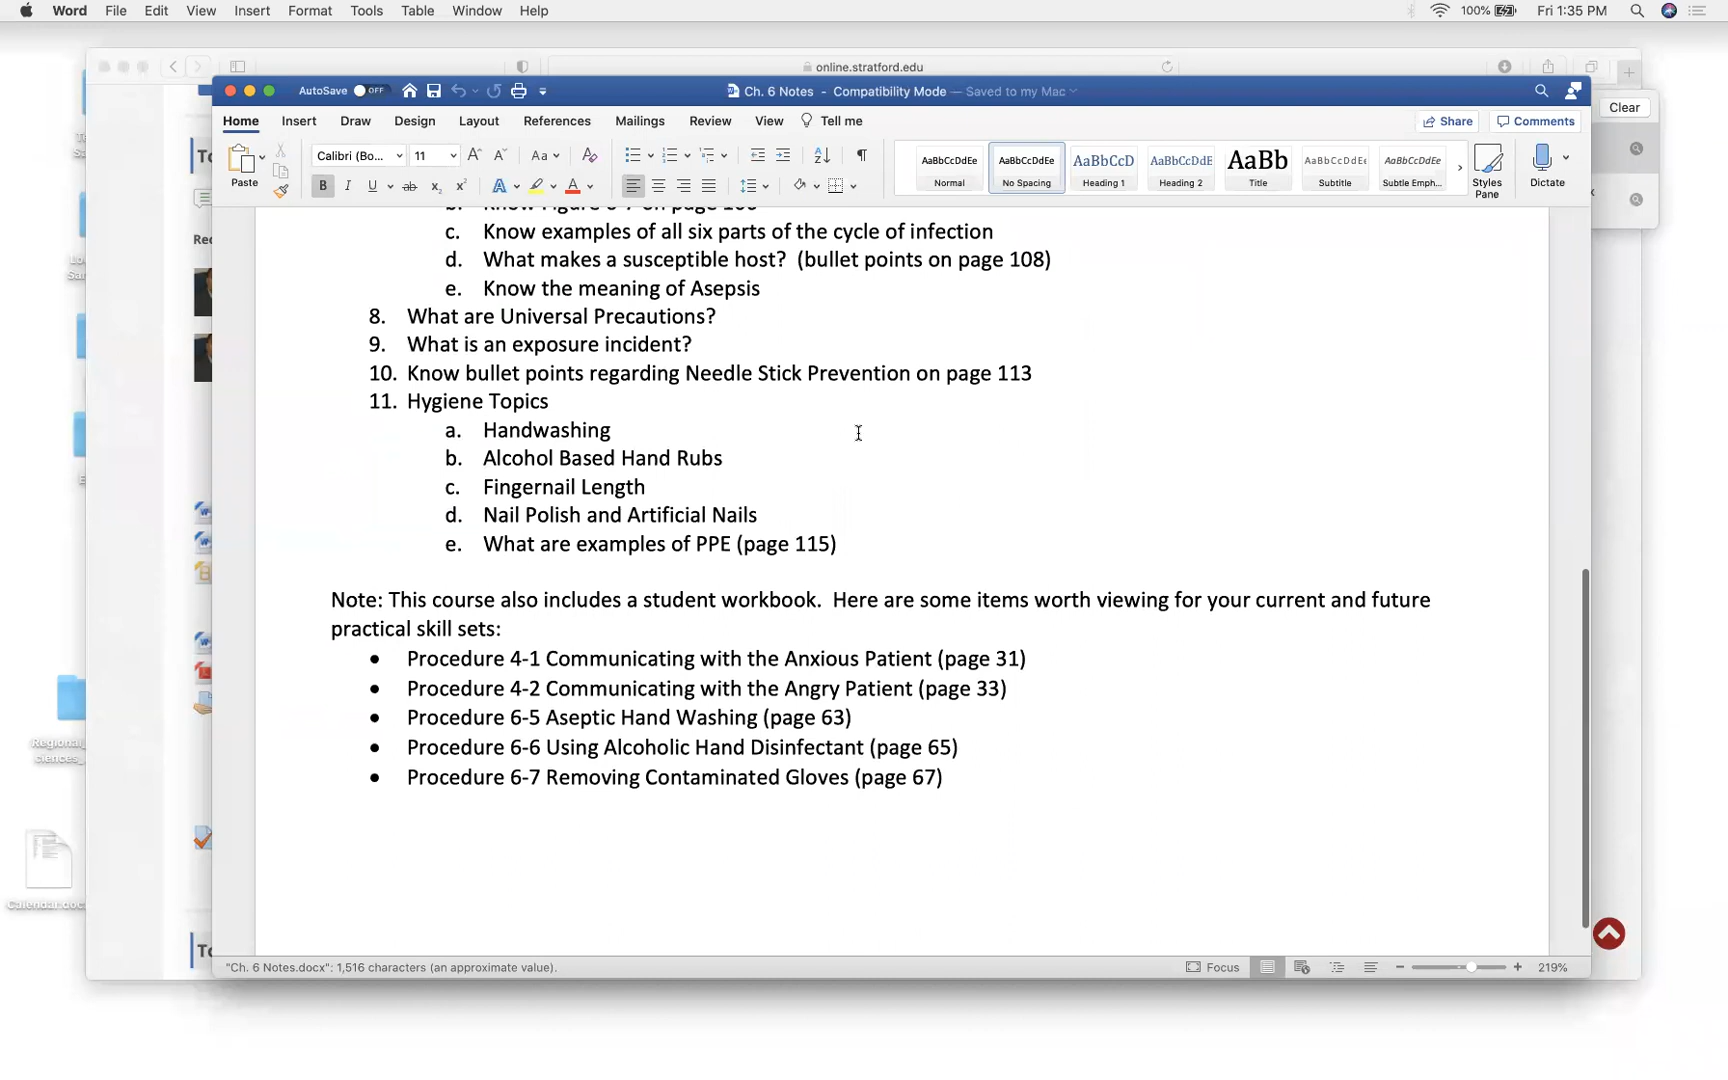 Word File Edit View Insert Format Tools Table Window Help 100% Fri 1:35 PM
online.stratford.edu
AutoSave OFF Ch. 6 Notes - Compatibility Mode — Saved to my Mac
Clear
Home Insert Draw Design Layout References Mailings Review View Tell me Share Comments
Paste Calibri (Bo... 11
AaBbCcDdEe Normal
AaBbCcDdEe No Spacing
AaBbCcD Heading 1
AaBbCcDdE Heading 2
AaBb Title
AaBbCcDdEe Subtitle
AaBbCcDdEe Subtle Emph...
Styles Pane
Dictate
c. Know examples of all six parts of the cycle of infection
d. What makes a susceptible host? (bullet points on page 108)
e. Know the meaning of Asepsis
8. What are Universal Precautions?
9. What is an exposure incident?
10. Know bullet points regarding Needle Stick Prevention on page 113
11. Hygiene Topics
a. Handwashing
b. Alcohol Based Hand Rubs
c. Fingernail Length
d. Nail Polish and Artificial Nails
e. What are examples of PPE (page 115)
Note: This course also includes a student workbook. Here are some items worth viewing for your current and future
practical skill sets:
• Procedure 4-1 Communicating with the Anxious Patient (page 31)
• Procedure 4-2 Communicating with the Angry Patient (page 33)
• Procedure 6-5 Aseptic Hand Washing (page 63)
• Procedure 6-6 Using Alcoholic Hand Disinfectant (page 65)
• Procedure 6-7 Removing Contaminated Gloves (page 67)
Calendar.doc
"Ch. 6 Notes.docx": 1,516 characters (an approximate value).
Focus 219%